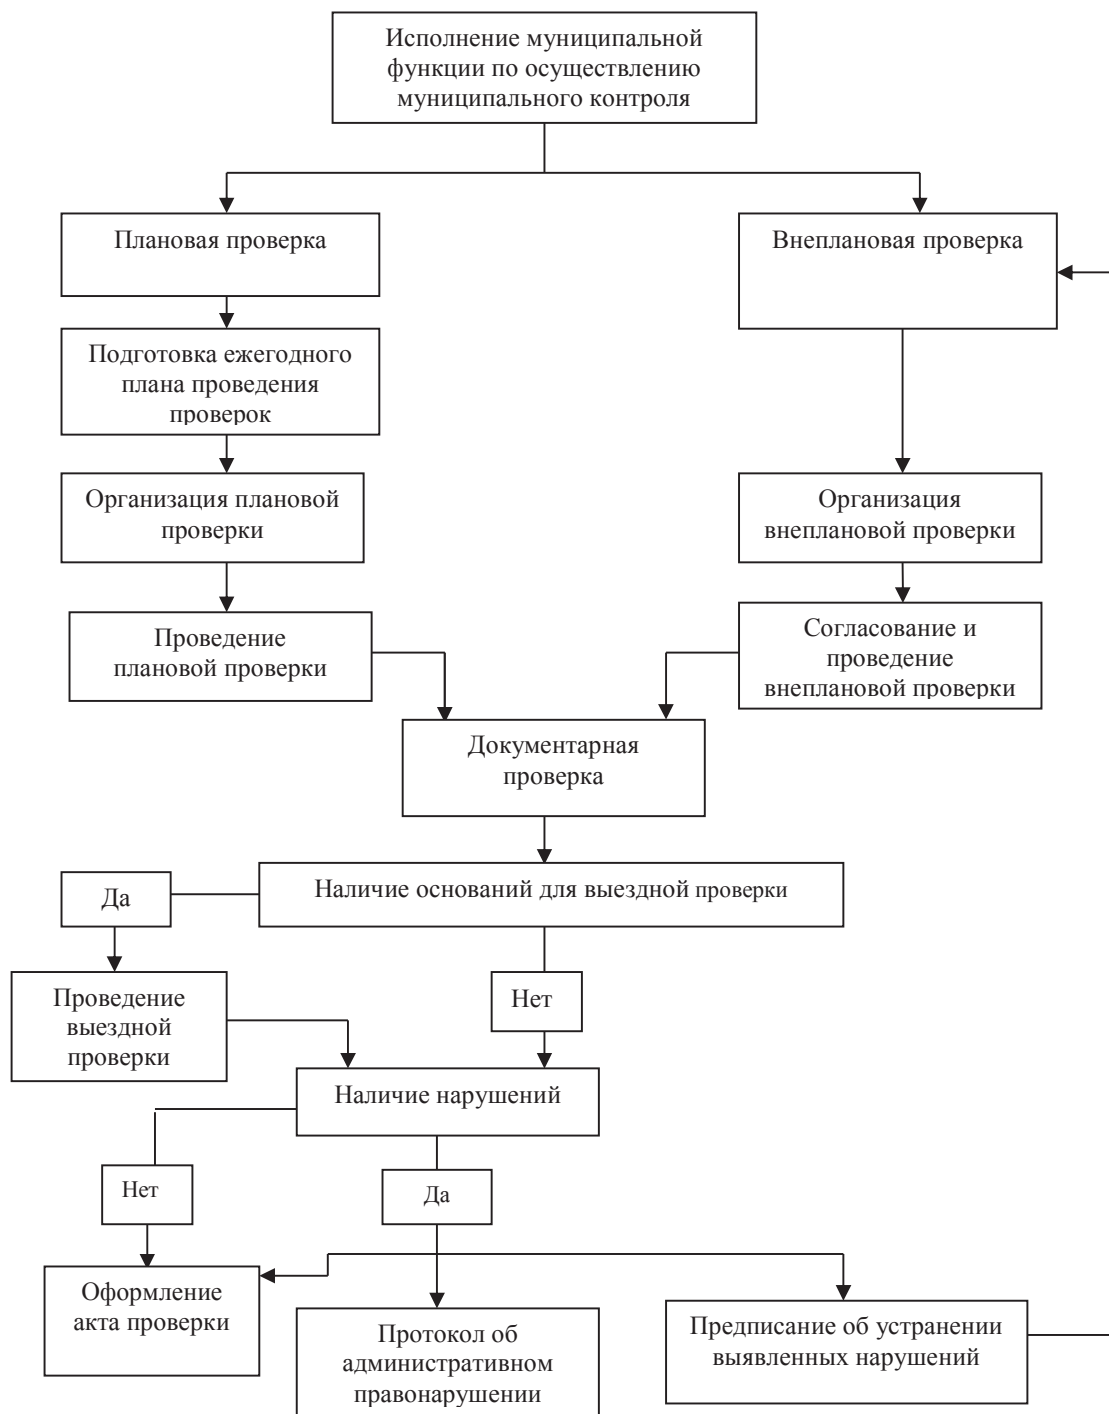 Исполнение муниципальной
функции по осуществлению
муниципального контроля
Плановая проверка
Внеплановая проверка
Подготовка ежегодного
плана проведения
проверок
Организация плановой
проверки
Организация
внеплановой проверки
Проведение
плановой проверки
Согласование и
проведение
внеплановой проверки
Документарная
проверка
Наличие оснований для выездной проверки
Да
Проведение
выездной
проверки
Нет
Наличие нарушений
Нет
Да
Оформление
акта проверки
Протокол об
административном
правонарушении
Предписание об устранении
выявленных нарушений